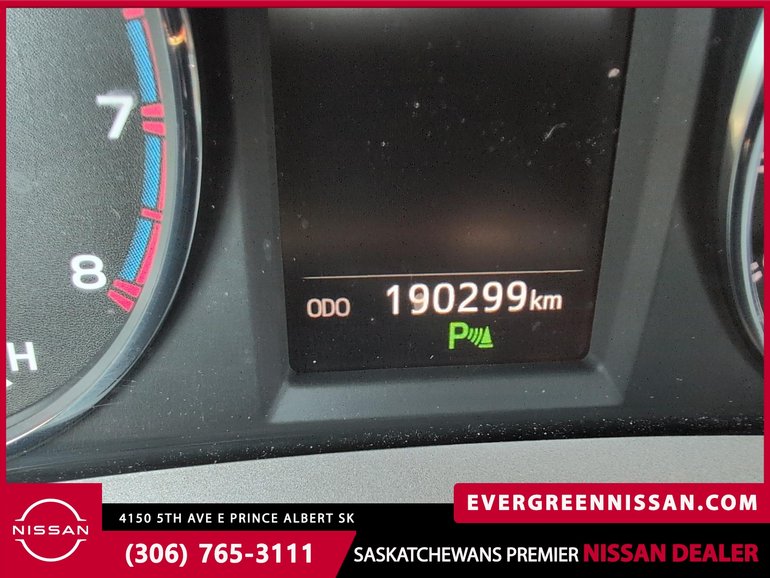 7
8
H
ODO 190299km
P
NISSAN
4150 5TH AVE E PRINCE ALBERT SK
(306) 765-3111
EVERGREENNISSAN.COM
SASKATCHEWANS PREMIER NISSAN DEALER